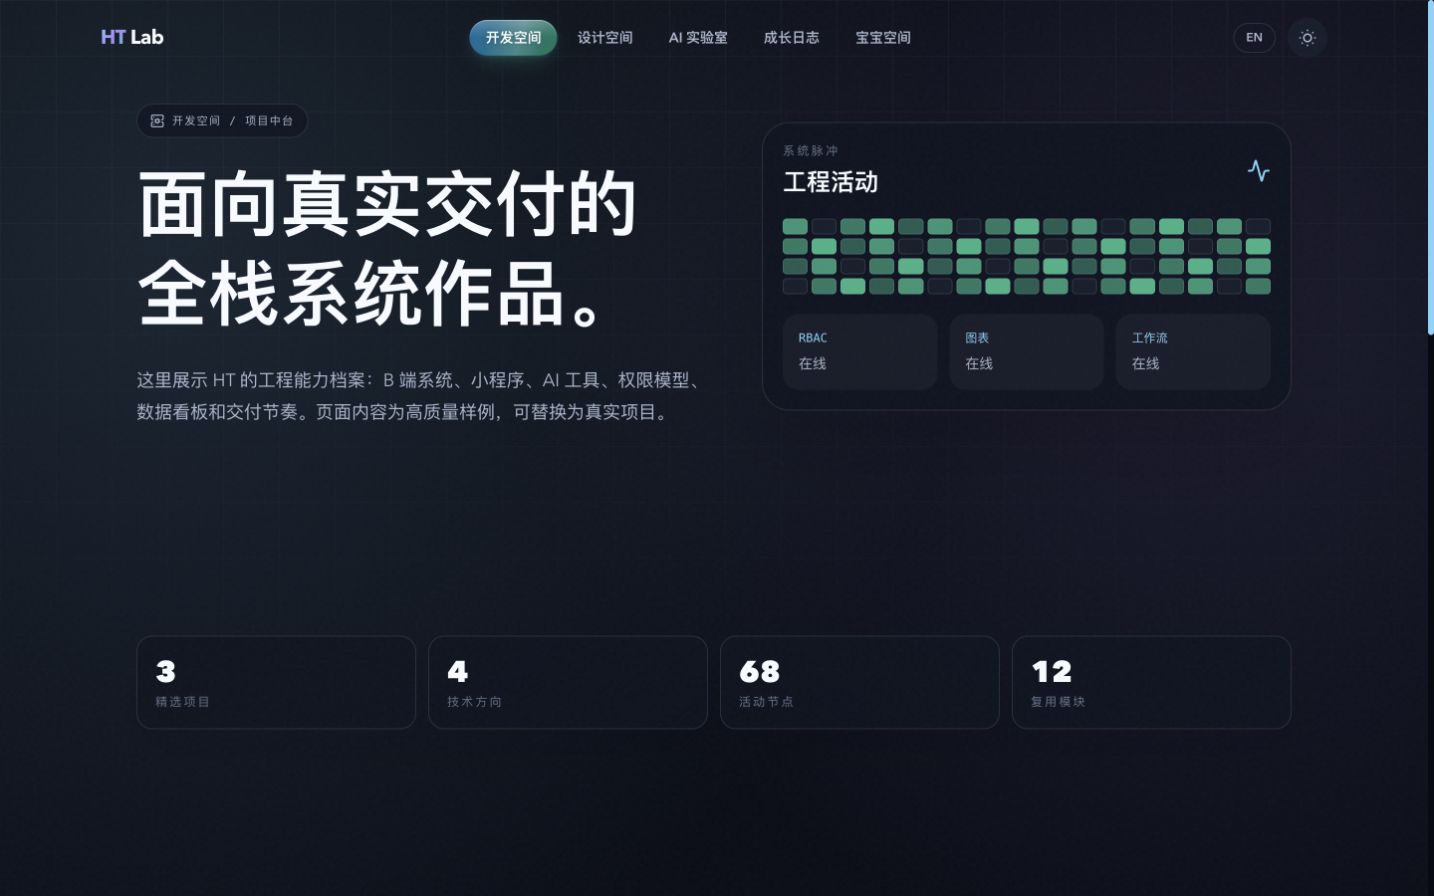 HT Lab
开发空间
设计空间
AI 实验室
成长日志
宝宝空间
EN
开发空间 / 项目中台
面向真实交付的
全栈系统作品。
这里展示 HT 的工程能力档案：B 端系统、小程序、AI 工具、权限模型、
数据看板和交付节奏。页面内容为高质量样例，可替换为真实项目。
系统脉冲
工程活动
RBAC
在线
图表
在线
工作流
在线
3
精选项目
4
技术方向
68
活动节点
12
复用模块